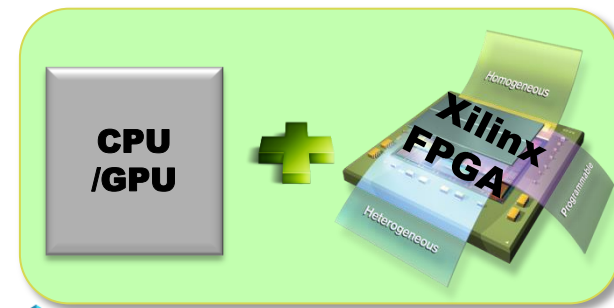 CPU
/GPU
Homogeneous
Xilinx
FPGA
Programmable
Heterogeneous